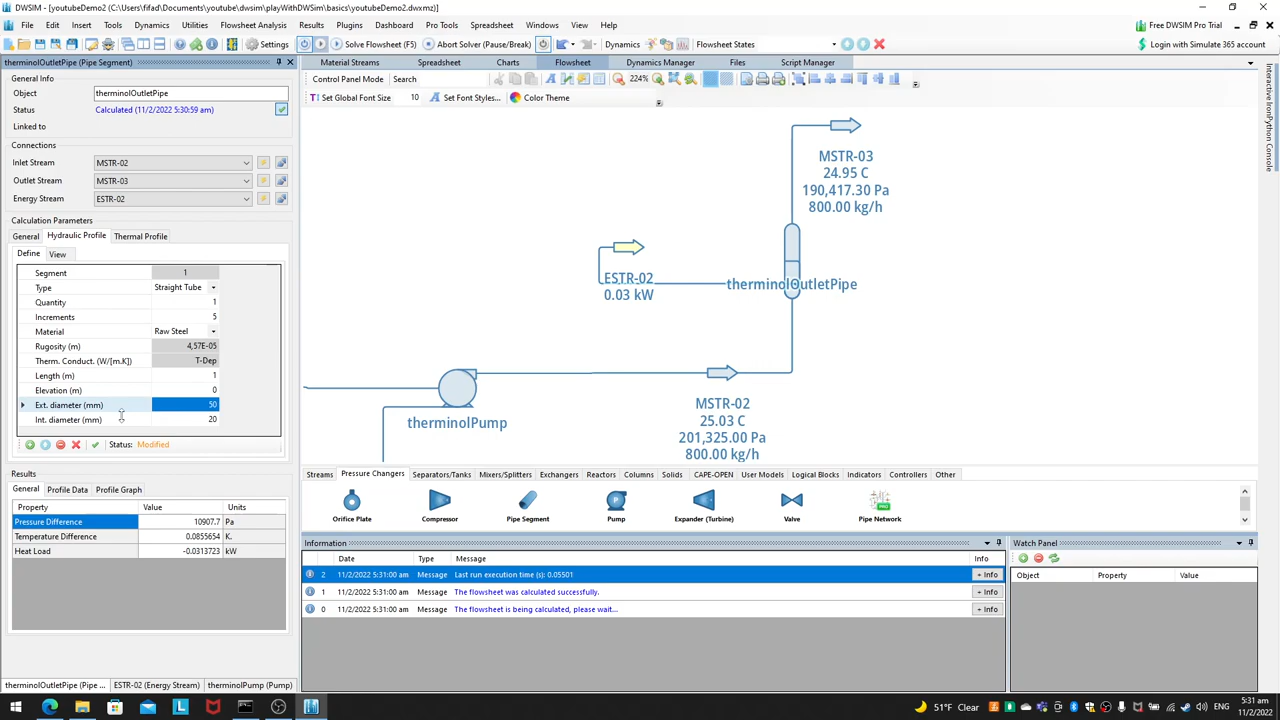 DWSIM - [youtubeDemo2 (C:\Users\fifad\Documents\youtube\dwsim\playWithDWSim\basics\youtubeDemo2.dwxmz)]
File Edit Insert Tools Dynamics Utilities Flowsheet Analysis Results Plugins Dashboard Pro Tools Spreadsheet Windows View Help Free DWSIM Pro Trial
Settings Solve Flowsheet (F5) Abort Solver (Pause/Break) Dynamics Flowsheet States Login with Simulate 365 account
thermiolOutletPipe (Pipe Segment)
Material Streams Spreadsheet Charts Flowsheet Dynamics Manager Files Script Manager
Control Panel Mode Search 224%
Set Global Font Size 10 Set Font Styles... Color Theme
Interactive IronPython Console
General Info
Object therminolOutletPipe
Status Calculated (11/2/2022 5:30:59 am)
Linked to
Connections
Inlet Stream MSTR-02
Outlet Stream MSTR-03
Energy Stream ESTR-02
Calculation Parameters
General Hydraulic Profile Thermal Profile
Define View
Segment 1
Type Straight Tube
Quantity 1
Increments 5
Material Raw Steel
Rugosity (m) 4,57E-05
Therm. Conduct. (W/[m.K]) T-Dep
Length (m) 1
Elevation (m) 0
Ext. diameter (mm) 50
Int. diameter (mm) 20
Status: Modified
Results
General Profile Data Profile Graph
Property Value Units
Pressure Difference 10907.7 Pa
Temperature Difference 0.0855654 K.
Heat Load -0.0313723 kW
thermiolOutletPipe (Pipe ... ESTR-02 (Energy Stream) therminolPump (Pump)
MSTR-03
24.95 C
190,417.30 Pa
800.00 kg/h
ESTR-02
0.03 kW
therminolOutletPipe
therminolPump
MSTR-02
25.03 C
201,325.00 Pa
800.00 kg/h
Streams Pressure Changers Separators/Tanks Mixers/Splitters Exchangers Reactors Columns Solids CAPE-OPEN User Models Logical Blocks Indicators Controllers Other
Orifice Plate Compressor Pipe Segment Pump Expander (Turbine) Valve Pipe Network
PRO
Information
Date Type Message Info
2 11/2/2022 5:31:00 am Message Last run execution time (s): 0.05501 + Info
1 11/2/2022 5:31:00 am Message The flowsheet was calculated successfully. + Info
0 11/2/2022 5:31:00 am Message The flowsheet is being calculated, please wait... + Info
Watch Panel
Object Property Value
51°F Clear
ENG
5:31 am
11/2/2022